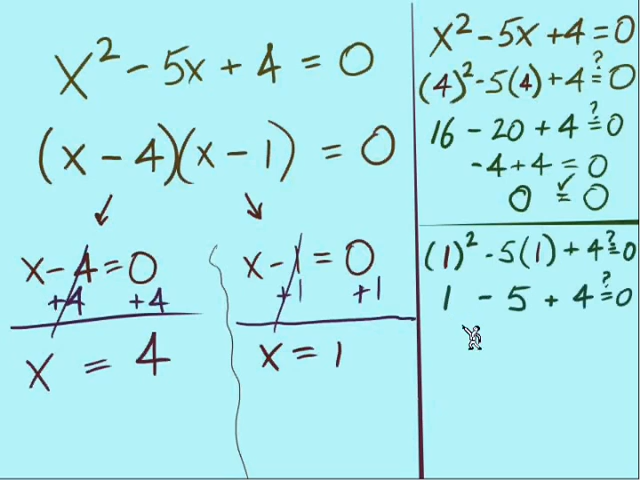 x² - 5x + 4 = 0
(x - 4)(x - 1) = 0
x - 4 = 0
+4 +4
x = 4
x - 1 = 0
+1 +1
x = 1
x² - 5x + 4 = 0
(4)² - 5(4) + 4 ≟ 0
16 - 20 + 4 ≟ 0
-4 + 4 = 0
0 = 0 ✓
(1)² - 5(1) + 4 ≟ 0
1 - 5 + 4 ≟ 0